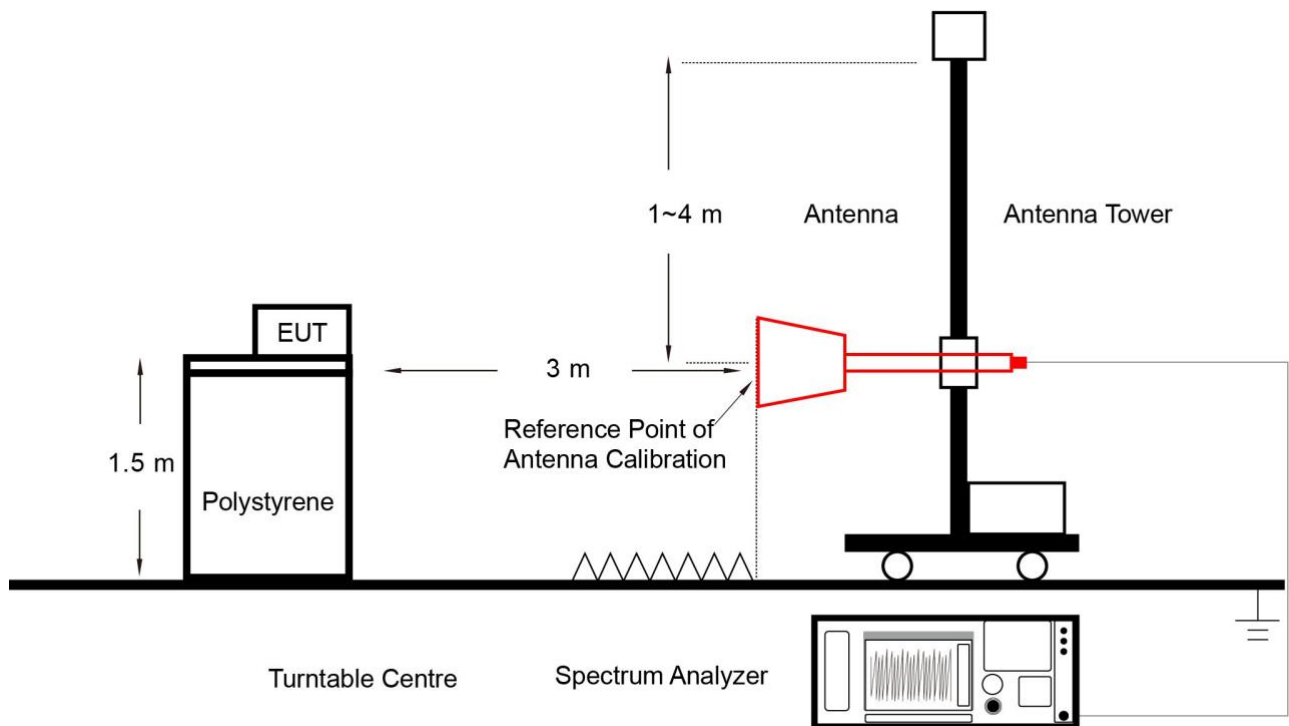 1~4 m
Antenna
Antenna Tower
EUT
3 m
Reference Point of
Antenna Calibration
1.5 m
Polystyrene
Turntable Centre
Spectrum Analyzer